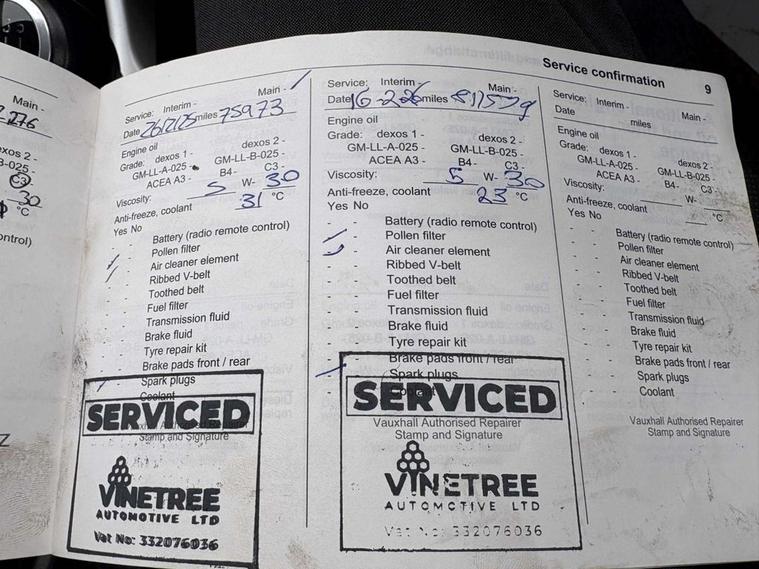 Service confirmation 9
Main -
276
xos 2 -
B-025 -
C3 -
30
°C
ontrol)
Service: Interim - Main - /
Date 26/2/25 miles 75973
Engine oil
Grade: dexos 1 - dexos 2 -
GM-LL-A-025 - GM-LL-B-025 -
ACEA A3 - B4 - C3 -
Viscosity: 5 W- 30
Anti-freeze, coolant 31 °C
Yes No
Battery (radio remote control)
Pollen filter
Air cleaner element
Ribbed V-belt
Toothed belt
Fuel filter
Transmission fluid
Brake fluid
Tyre repair kit
Brake pads front / rear
Spark plugs
Coolant
SERVICED
Vauxhall Authorised Repairer
Stamp and Signature
VINETREE
AUTOMOTIVE LTD
Vat No: 332076036
Service: Interim - Main -
Date 16-2-26 miles
Engine oil
Grade: dexos 1 - dexos 2 -
GM-LL-A-025 - GM-LL-B-025 -
ACEA A3 - B4 - C3 -
Viscosity: 5 W- 30
Anti-freeze, coolant 23 °C
Yes No
Battery (radio remote control)
Pollen filter
Air cleaner element
Ribbed V-belt
Toothed belt
Fuel filter
Transmission fluid
Brake fluid
Tyre repair kit
Brake pads front / rear
Spark plugs
SERVICED
Vauxhall Authorised Repairer
Stamp and Signature
VINETREE
AUTOMOTIVE LTD
Vat No: 332076036
Service: Interim - Main -
Date miles
Engine oil
Grade: dexos 1 - dexos 2 -
GM-LL-A-025 - GM-LL-B-025 -
ACEA A3 - B4 - C3 -
Viscosity: W-
Anti-freeze, coolant °C
Yes No
Battery (radio remote control)
Pollen filter
Air cleaner element
Ribbed V-belt
Toothed belt
Fuel filter
Transmission fluid
Brake fluid
Tyre repair kit
Brake pads front / rear
Spark plugs
Coolant
Vauxhall Authorised Repairer
Stamp and Signature